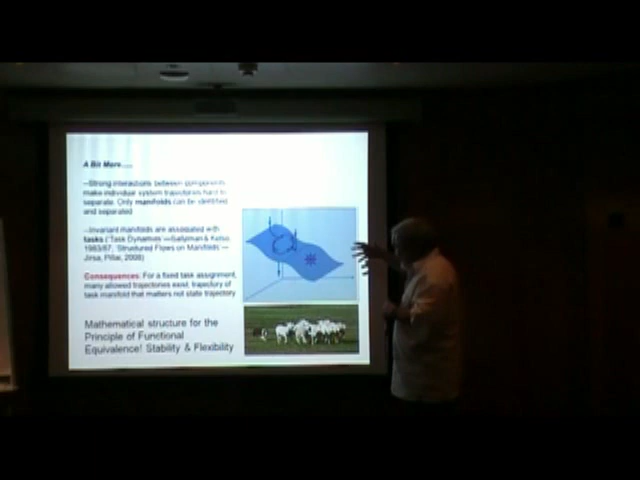 A Bit More.....
--Strong interactions between components
make individual system trajectories hard to
separate. Only manifolds can be identified
and separated
--Invariant manifolds are associated with
tasks ('Task Dynamics'—Saltzman & Kelso,
1983/87; 'Structured Flows on Manifolds'—
Jirsa, Pillai, 2008)
Consequences: For a fixed task assignment,
many allowed trajectories exist, trajectory of
task manifold that matters not state trajectory
Mathematical structure for the
Principle of Functional
Equivalence! Stability & Flexibility